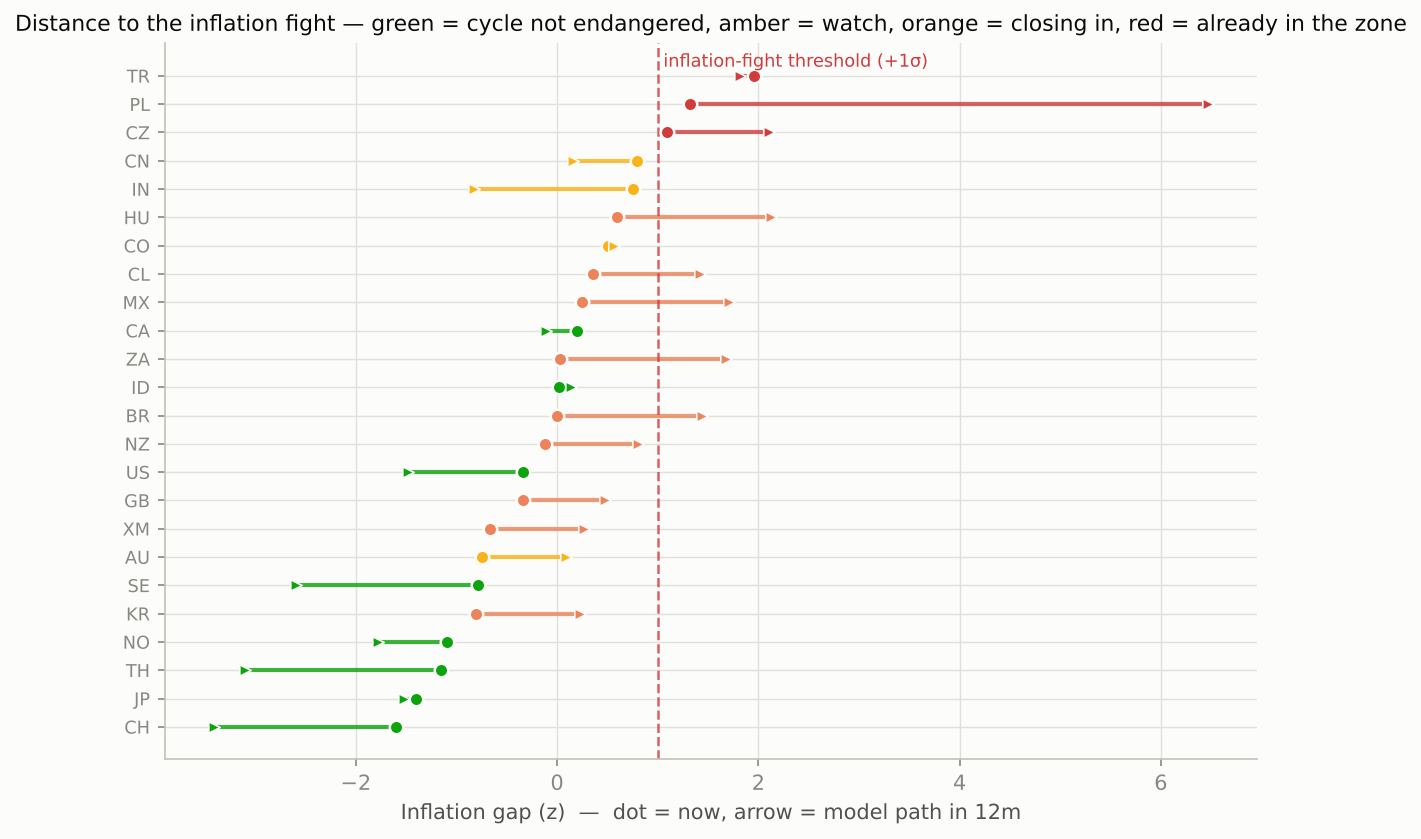 Distance to the inflation fight — green = cycle not endangered, amber = watch, orange = closing in, red = already in the zone
inflation-fight threshold (+1σ)
TR
PL
CZ
CN
IN
HU
CO
CL
MX
CA
ZA
ID
BR
NZ
US
GB
XM
AU
SE
KR
NO
TH
JP
CH
−2 0 2 4 6
Inflation gap (z) — dot = now, arrow = model path in 12m